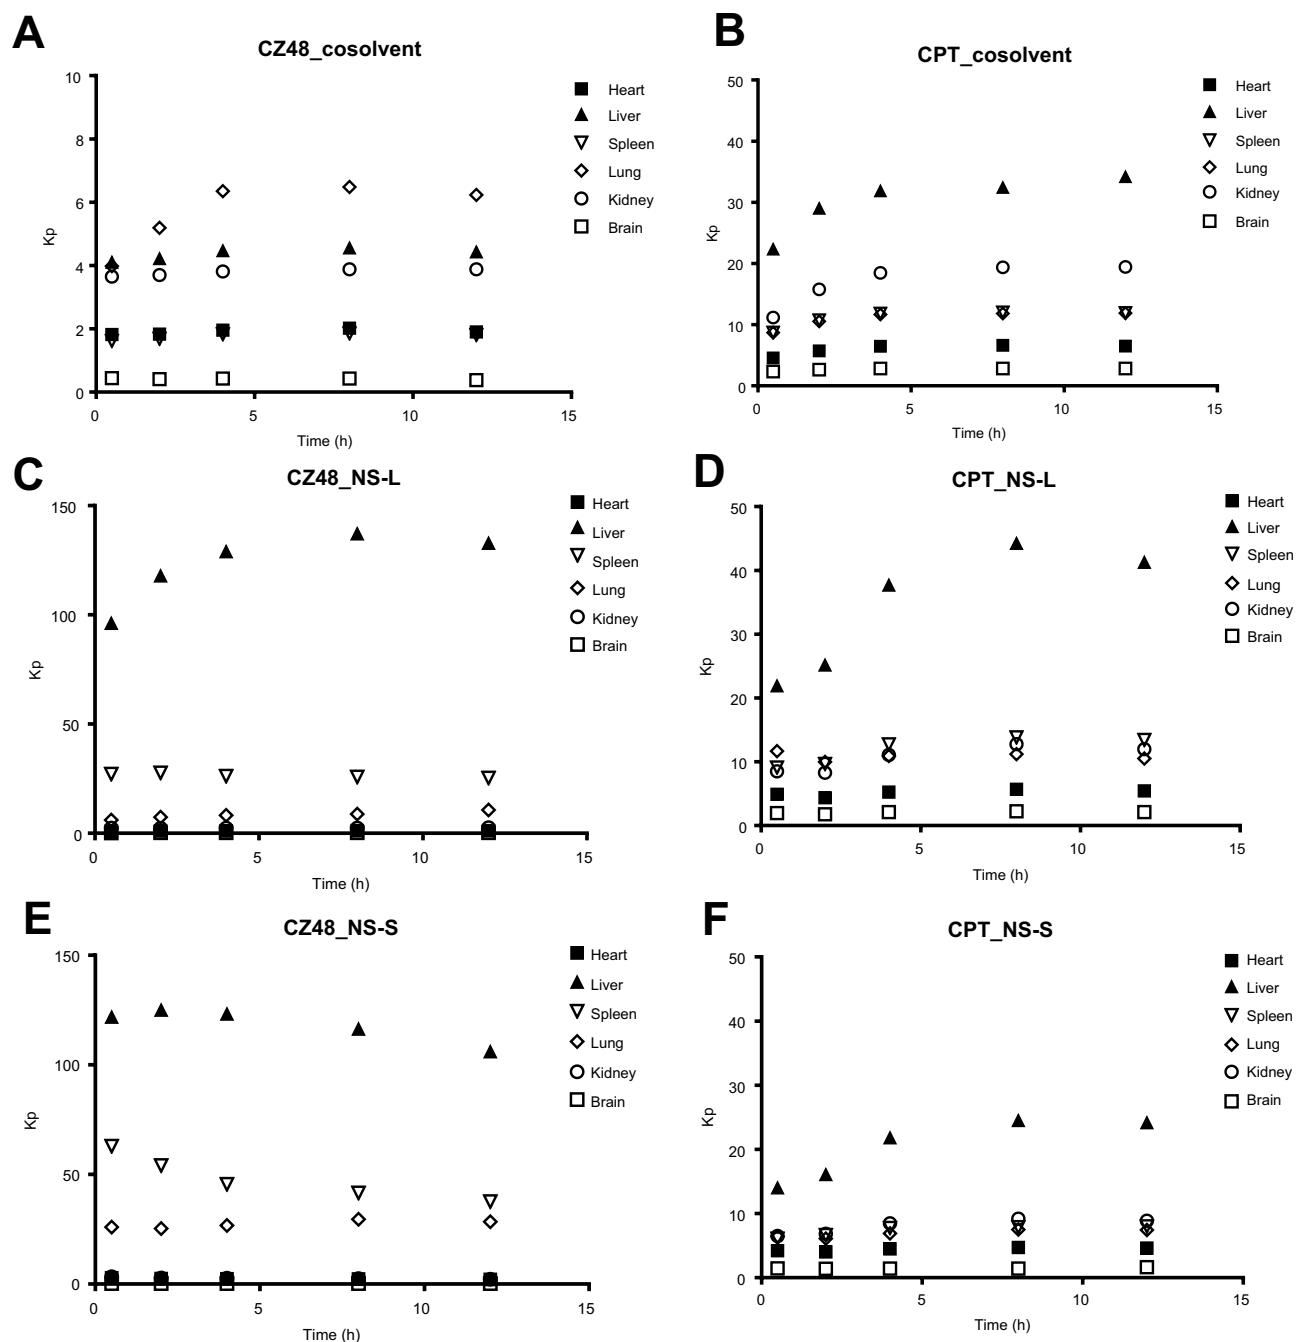 A
CZ48_cosolvent
10
8
6
4
2
0
Kp
0
5
10
15
Time (h)
Heart
Liver
Spleen
Lung
Kidney
Brain
B
CPT_cosolvent
50
40
30
20
10
0
Kp
0
5
10
15
Time (h)
Heart
Liver
Spleen
Lung
Kidney
Brain
C
CZ48_NS-L
150
100
50
0
Kp
0
5
10
15
Time (h)
Heart
Liver
Spleen
Lung
Kidney
Brain
D
CPT_NS-L
50
40
30
20
10
0
Kp
0
5
10
15
Time (h)
Heart
Liver
Spleen
Lung
Kidney
Brain
E
CZ48_NS-S
150
100
50
0
Kp
0
5
10
15
Time (h)
Heart
Liver
Spleen
Lung
Kidney
Brain
F
CPT_NS-S
50
40
30
20
10
0
Kp
0
5
10
15
Time (h)
Heart
Liver
Spleen
Lung
Kidney
Brain